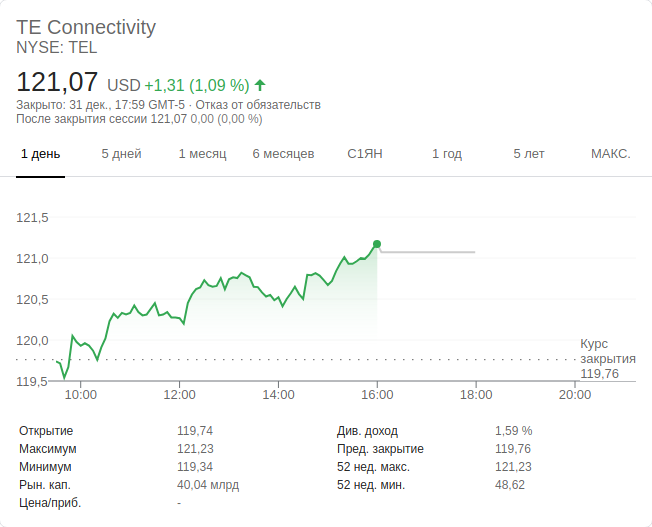 TE Connectivity
NYSE: TEL
121,07 USD +1,31 (1,09 %)
Закрыто: 31 дек., 17:59 GMT-5 · Отказ от обязательств
После закрытия сессии 121,07 0,00 (0,00 %)
1 день 5 дней 1 месяц 6 месяцев С1ЯН 1 год 5 лет МАКС.
121,5
121,0
120,5
120,0
Курс
закрытия
119,76
119,5
10:00 12:00 14:00 16:00 18:00 20:00
Открытие 119,74 Див. доход 1,59 %
Максимум 121,23 Пред. закрытие 119,76
Минимум 119,34 52 нед. макс. 121,23
Рын. кап. 40,04 млрд 52 нед. мин. 48,62
Цена/приб. -